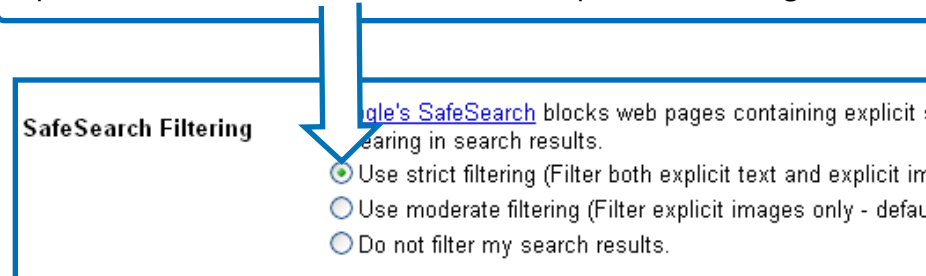 SafeSearch Filtering
gle's SafeSearch blocks web pages containing explicit
earing in search results.
Use strict filtering (Filter both explicit text and explicit im
Use moderate filtering (Filter explicit images only - defau
Do not filter my search results.